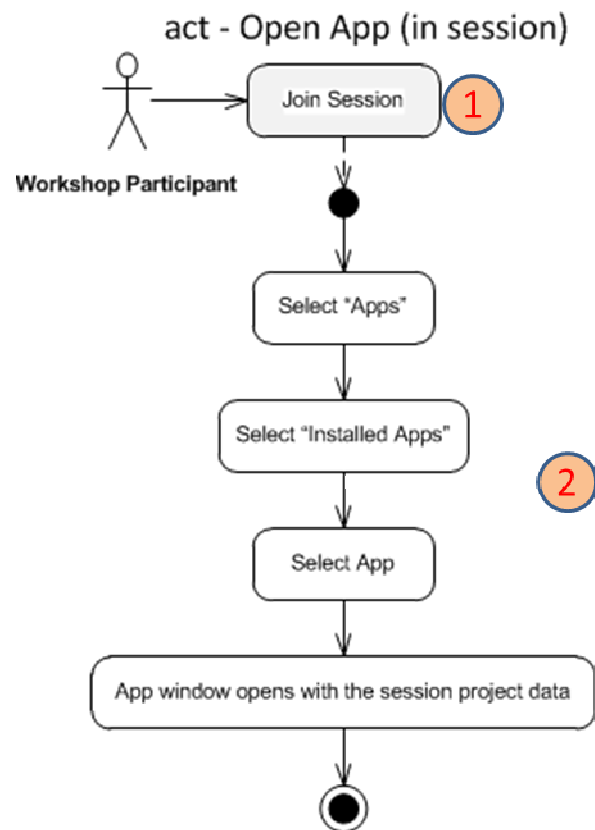 act - Open App (in session)
Join Session
1
Workshop Participant
Select “Apps”
Select “Installed Apps”
2
Select App
App window opens with the session project data